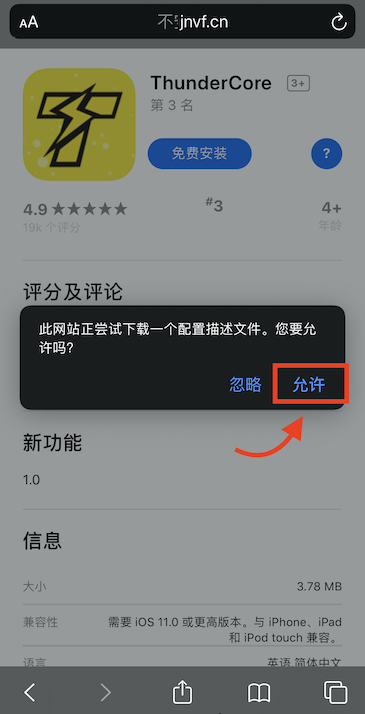 AA
jnvf.cn
ThunderCore 3+
第 3 名
免费安装
?
4.9 ★★★★★ #3 4+
19k 个评分 年龄
评分及评论
此网站正尝试下载一个配置描述文件。您要允
许吗?
忽略 允许
新功能
1.0
信息
大小 3.78 MB
兼容性 需要 iOS 11.0 或更高版本。与 iPhone、iPad
和 iPod touch 兼容。
语言 英语 简体中文